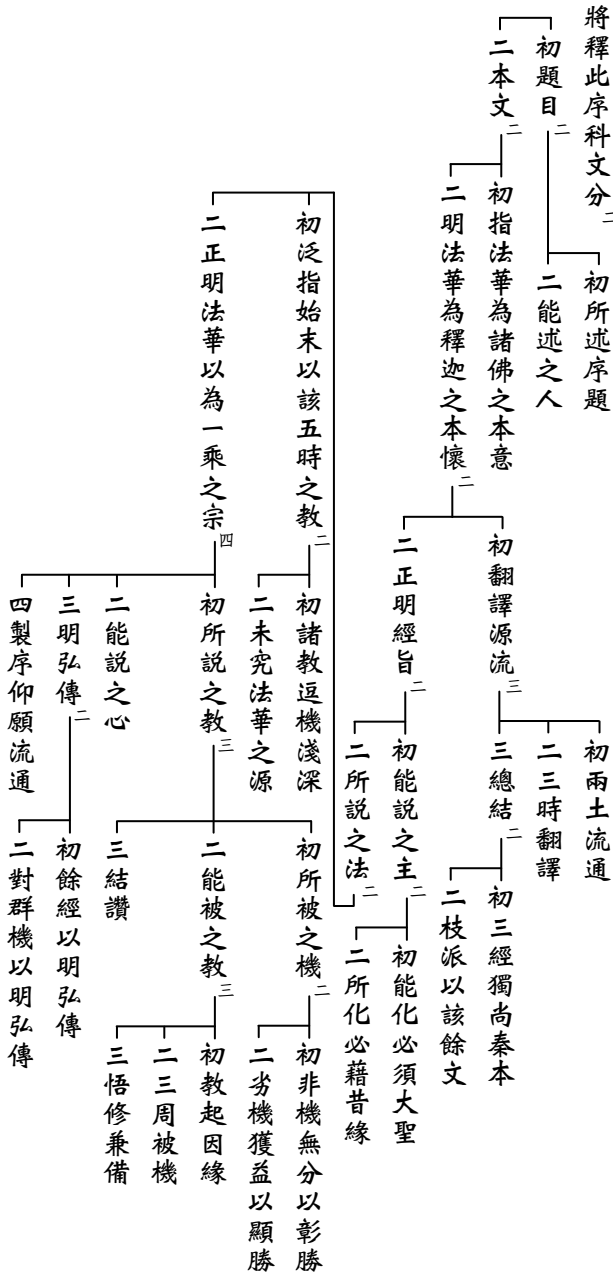 將釋此序科文分二
初題目二
初所述序題
二能述之人
二本文二
初指法華為諸佛之本意
二明法華為釋迦之本懷二
初翻譯源流三
初兩土流通
二三時翻譯
三總結二
初三經獨尚秦本
二枝派以該餘文
二正明經旨二
初能說之主二
初能化必須大聖
二所化必藉昔緣
二所說之法二
初泛指始末以該五時之教二
初諸教逗機淺深
二未究法華之源
二正明法華以為一乘之宗四
初所說之教三
初所被之機二
初非機無分以彰勝
二劣機獲益以顯勝
二能被之教三
初教起因緣
二三周被機
三悟修兼備
三結讚
二能說之心
三明弘傳二
初餘經以明弘傳
二對群機以明弘傳
四製序仰願流通